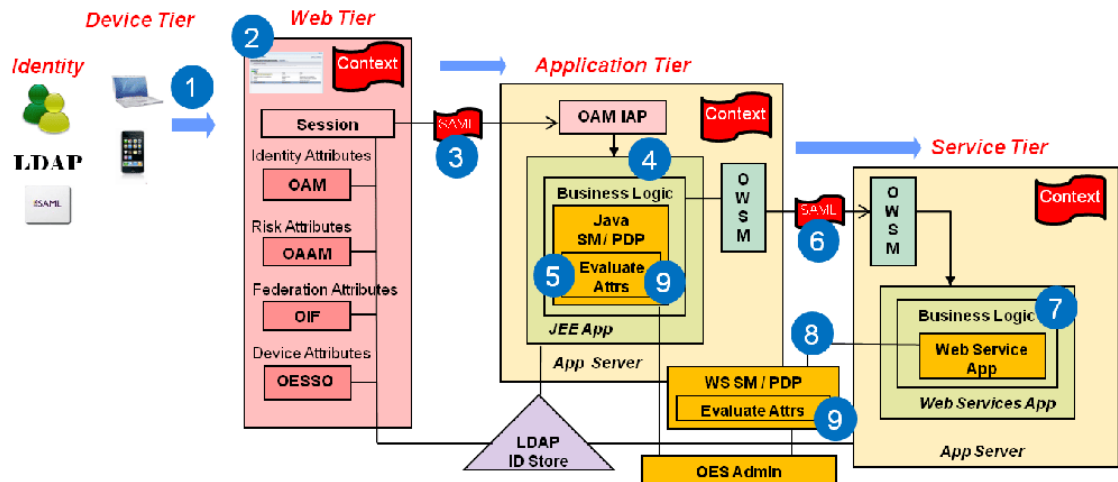 Device Tier
Web Tier
Identity
LDAP
SAML
1
2
Context
Session
Identity Attributes
OAM
Risk Attributes
OAAM
Federation Attributes
OIF
Device Attributes
OESSO
SAML
3
Application Tier
OAM IAP
Context
4
Business Logic
Java
SM/ PDP
5
Evaluate
Attrs
9
JEE App
App Server
O
W
S
M
SAML
6
Service Tier
O
W
S
M
Context
Business Logic
7
Web Service
App
Web Services App
App Server
8
WS SM / PDP
Evaluate Attrs
9
LDAP
ID Store
OES Admin